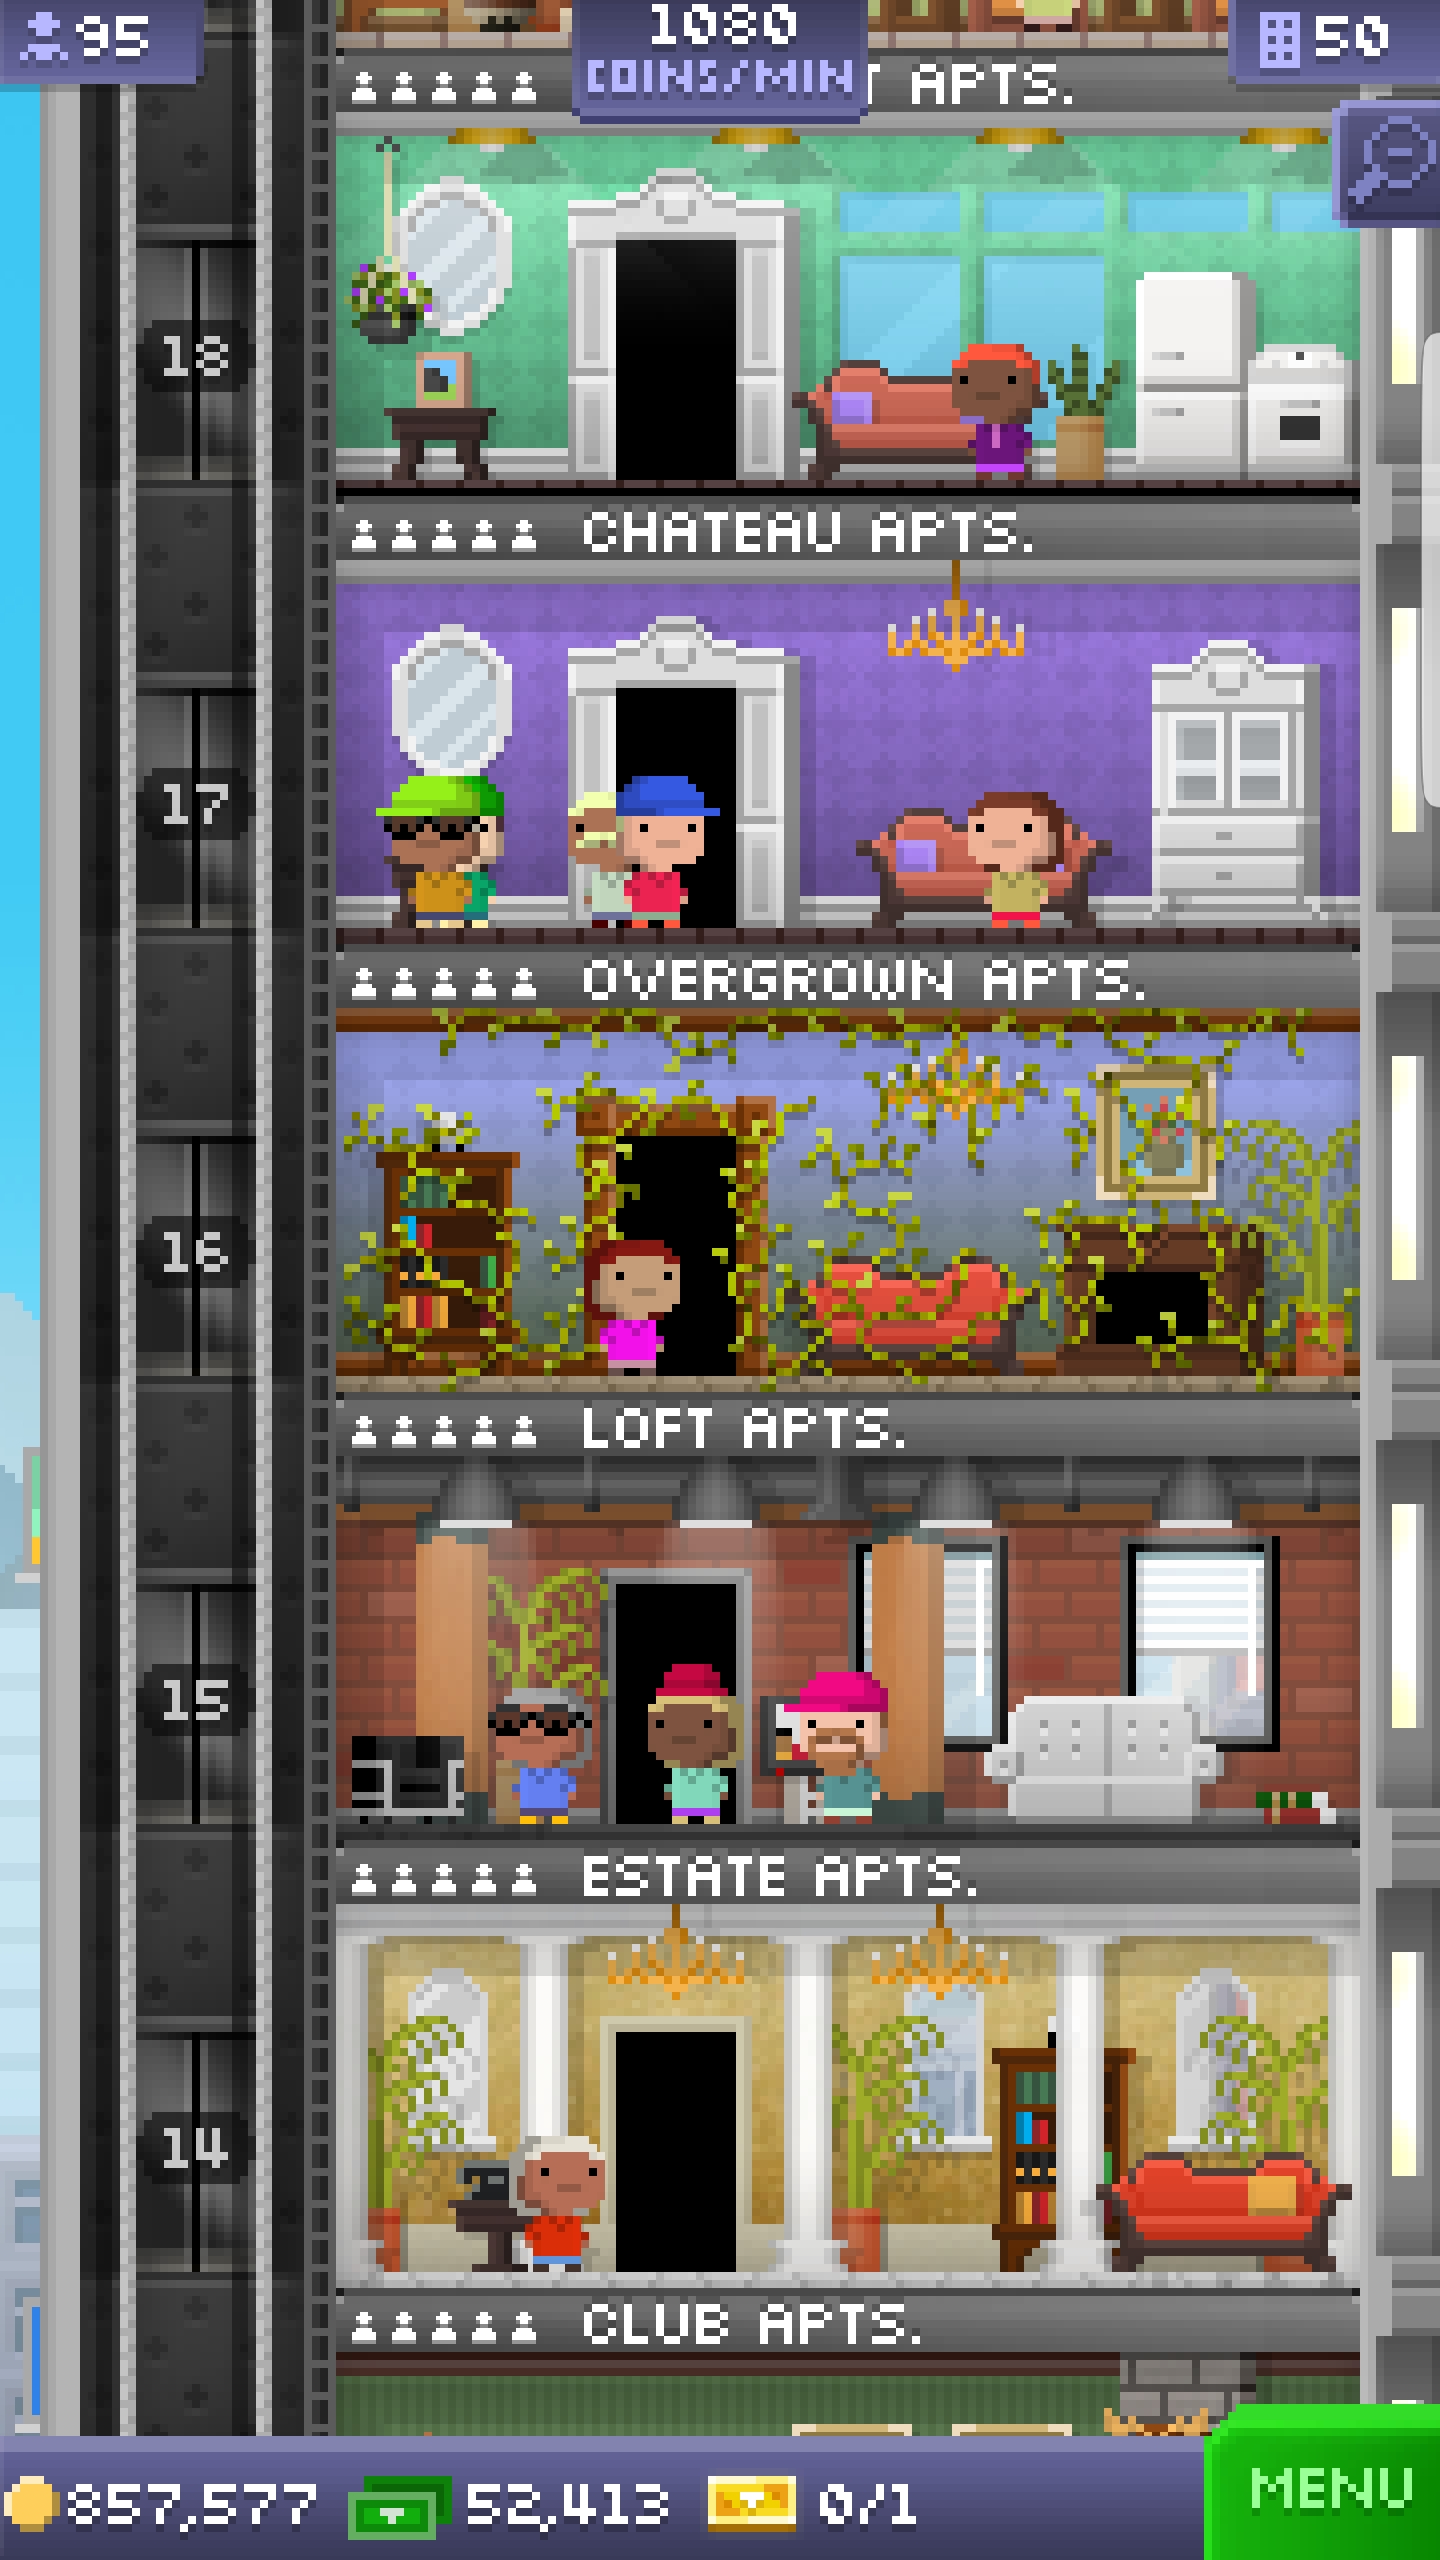 95
1080
COINS/MIN
50
T APTS.
18
CHATEAU APTS.
17
OVERGROWN APTS.
16
LOFT APTS.
15
ESTATE APTS.
14
CLUB APTS.
857,577
52,413
0/1
MENU